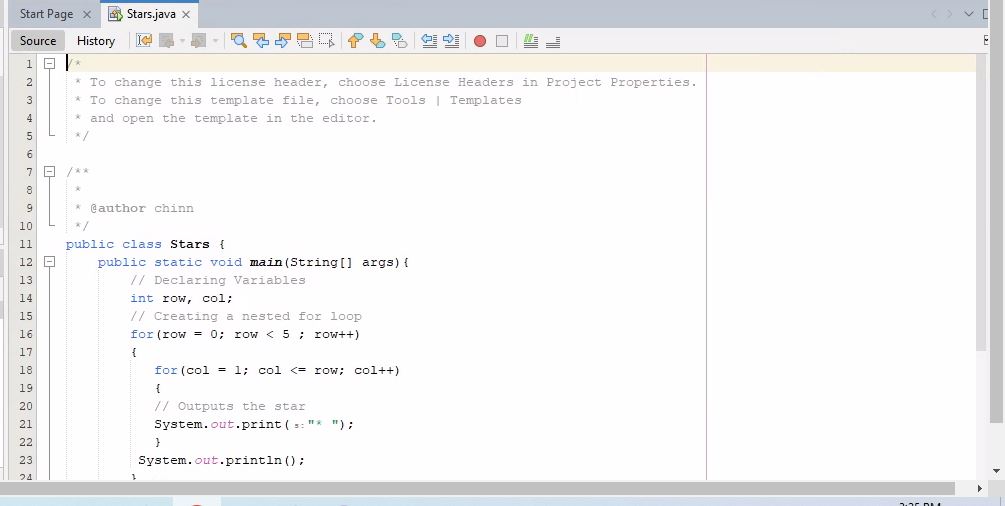 Start Page
Stars.java
Source History
1 /*
2 * To change this license header, choose License Headers in Project Properties.
3 * To change this template file, choose Tools | Templates
4 * and open the template in the editor.
5 */
6
7 /**
8 *
9 * @author chinn
10 */
11 public class Stars {
12 public static void main(String[] args){
13 // Declaring Variables
14 int row, col;
15 // Creating a nested for loop
16 for(row = 0; row < 5 ; row++)
17 {
18 for(col = 1; col <= row; col++)
19 {
20 // Outputs the star
21 System.out.print( s: "* ");
22 }
23 System.out.println();
24 }